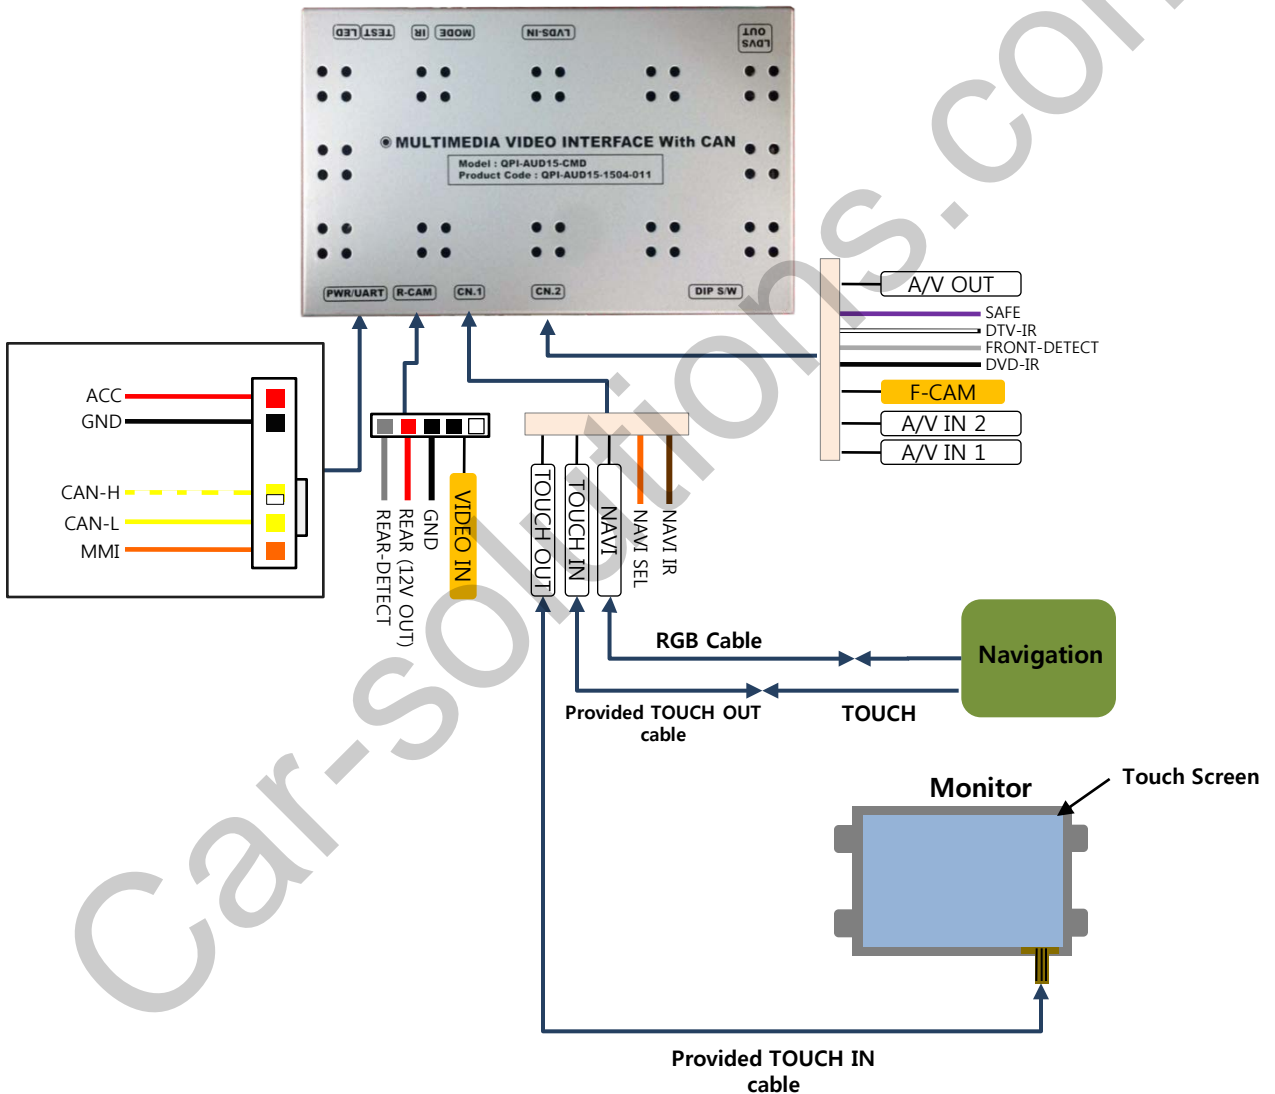 LED
TEST
IR
MODE
LVDS-IN
LDVS
OUT
MULTIMEDIA VIDEO INTERFACE With CAN
Model : QPI-AUD15-CMD
Product Code : QPI-AUD15-1504-011
PWR/UART
R-CAM
CN.1
CN.2
DIP S/W
A/V OUT
SAFE
DTV-IR
FRONT-DETECT
DVD-IR
F-CAM
A/V IN 2
A/V IN 1
ACC
GND
CAN-H
CAN-L
MMI
REAR-DETECT
REAR (12V OUT)
GND
VIDEO IN
TOUCH OUT
TOUCH IN
NAVI
NAVI SEL
NAVI IR
RGB Cable
Navigation
Provided TOUCH OUT
cable
TOUCH
Monitor
Touch Screen
Provided TOUCH IN
cable
Car-solutions.com